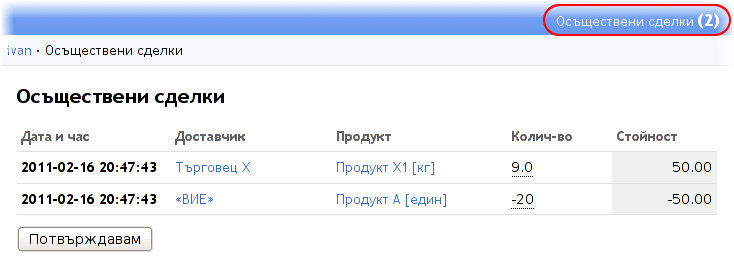 Осъществени сделки (2)
ivan · Осъществени сделки
Осъществени сделки
Дата и час Доставчик Продукт Колич-во Стойност
2011-02-16 20:47:43 Търговец X Продукт X1 [кг] 9.0 50.00
2011-02-16 20:47:43 «ВИЕ» Продукт A [един] -20 -50.00
Потвърждавам